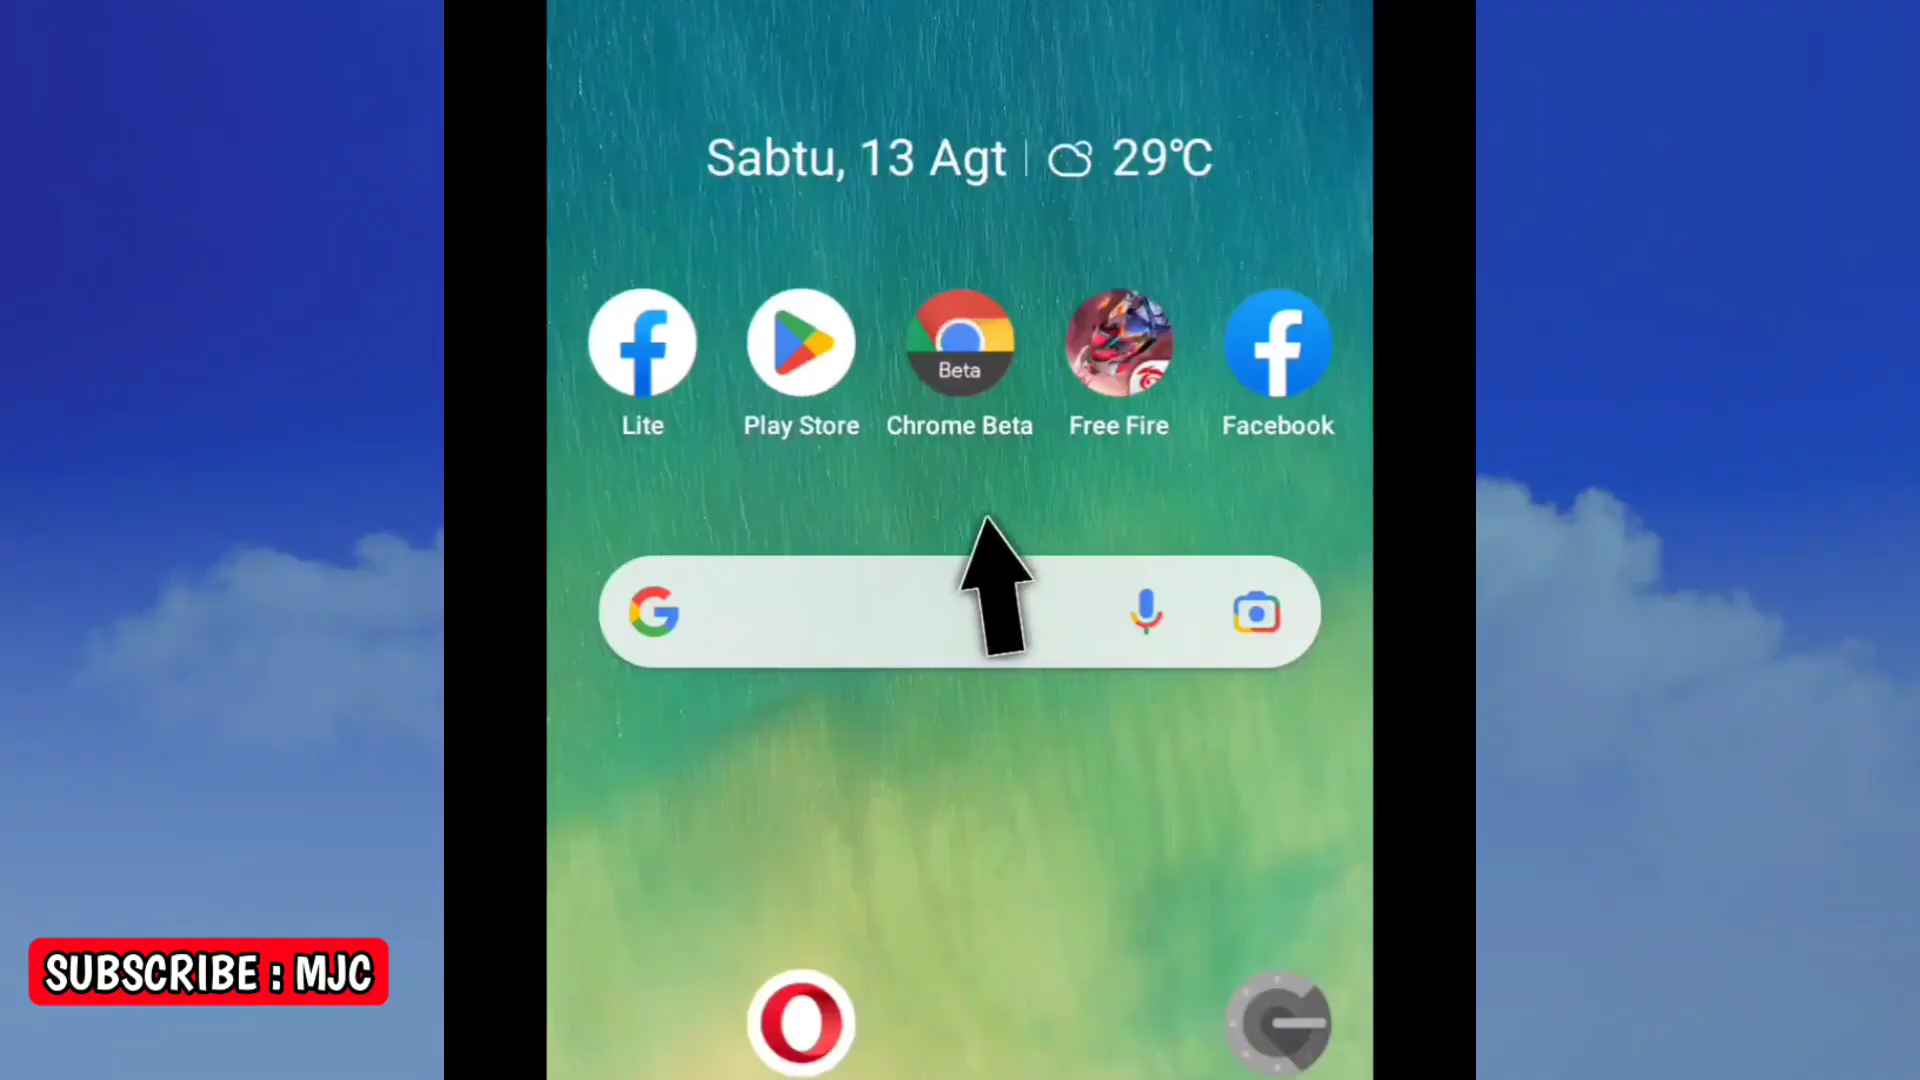 Sabtu, 13 Agt | 29°C
Beta
Lite
Play Store
Chrome Beta
Free Fire
Facebook
SUBSCRIBE : MJC